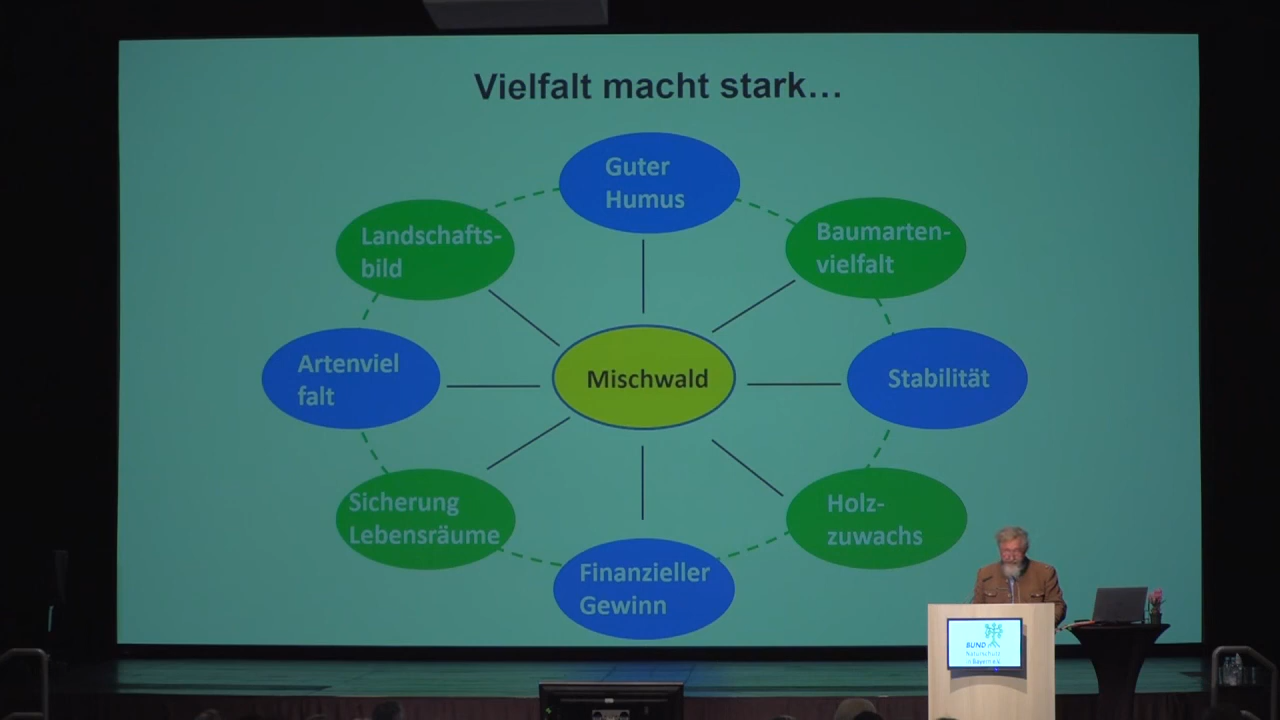 Vielfalt macht stark...
Guter
Humus
Landschafts-
bild
Baumarten-
vielfalt
Artenviel
falt
Mischwald
Stabilität
Sicherung
Lebensräume
Holz-
zuwachs
Finanzieller
Gewinn
BUND
Naturschutz
in Bayern e.V.